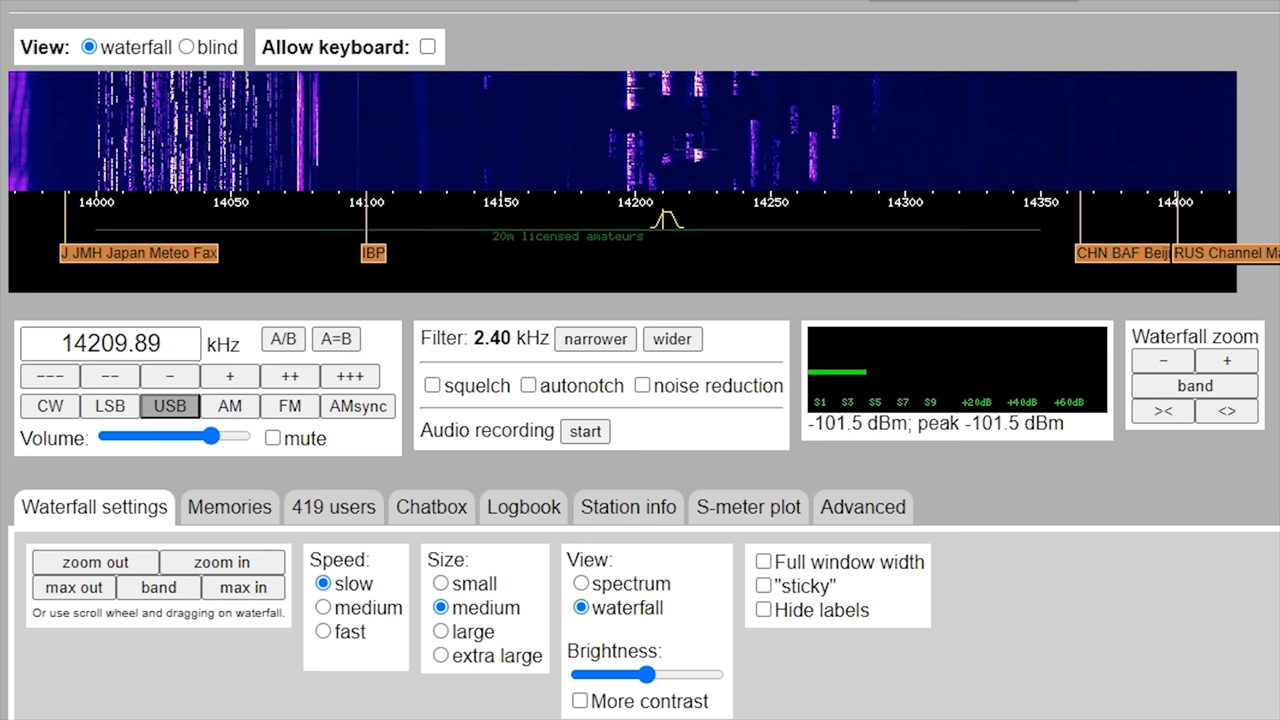 View: waterfall blind Allow keyboard:
14000 14050 14100 14150 14200 14250 14300 14350 14400
20m licensed amateurs
J JMH Japan Meteo Fax IBP CHN BAF Beij RUS Channel Ma
14209.89 kHz A/B A=B
--- -- - + ++ +++
CW LSB USB AM FM AMsync
Volume: mute
Filter: 2.40 kHz narrower wider
squelch autonotch noise reduction
Audio recording start
S1 S3 S5 S7 S9 +20dB +40dB +60dB
-101.5 dBm; peak -101.5 dBm
Waterfall zoom
- +
band
>< <>
Waterfall settings Memories 419 users Chatbox Logbook Station info S-meter plot Advanced
zoom out zoom in
max out band max in
Or use scroll wheel and dragging on waterfall.
Speed:
slow
medium
fast
Size:
small
medium
large
extra large
View:
spectrum
waterfall
Brightness:
More contrast
Full window width
"sticky"
Hide labels